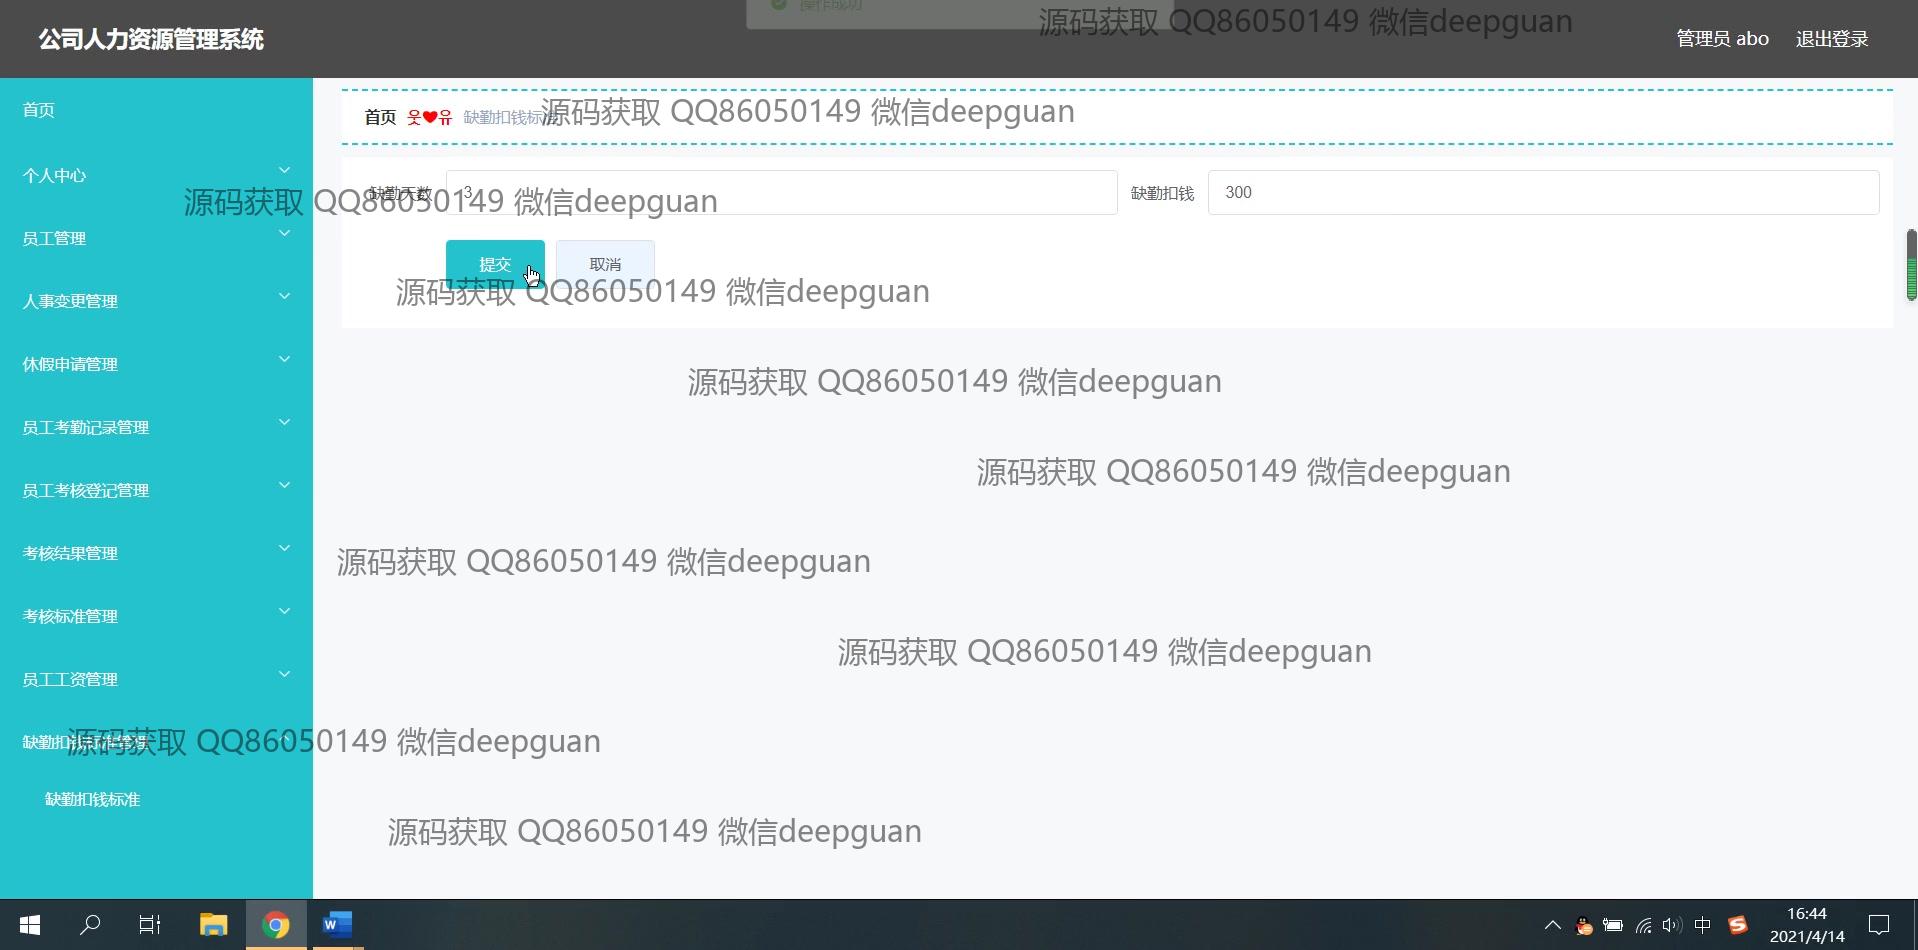 操作成功
源码获取 QQ86050149 微信deepguan
公司人力资源管理系统
管理员 abo 退出登录
首页
首页 웃❤유 缺勤扣钱标准
源码获取 QQ86050149 微信deepguan
个人中心
缺勤天数 3
缺勤扣钱 300
源码获取 QQ86050149 微信deepguan
员工管理
提交 取消
源码获取 QQ86050149 微信deepguan
人事变更管理
休假申请管理
源码获取 QQ86050149 微信deepguan
员工考勤记录管理
源码获取 QQ86050149 微信deepguan
员工考核登记管理
考核结果管理
源码获取 QQ86050149 微信deepguan
考核标准管理
源码获取 QQ86050149 微信deepguan
员工工资管理
缺勤扣钱标准管理
源码获取 QQ86050149 微信deepguan
缺勤扣钱标准
源码获取 QQ86050149 微信deepguan
W
中
S
16:44
2021/4/14